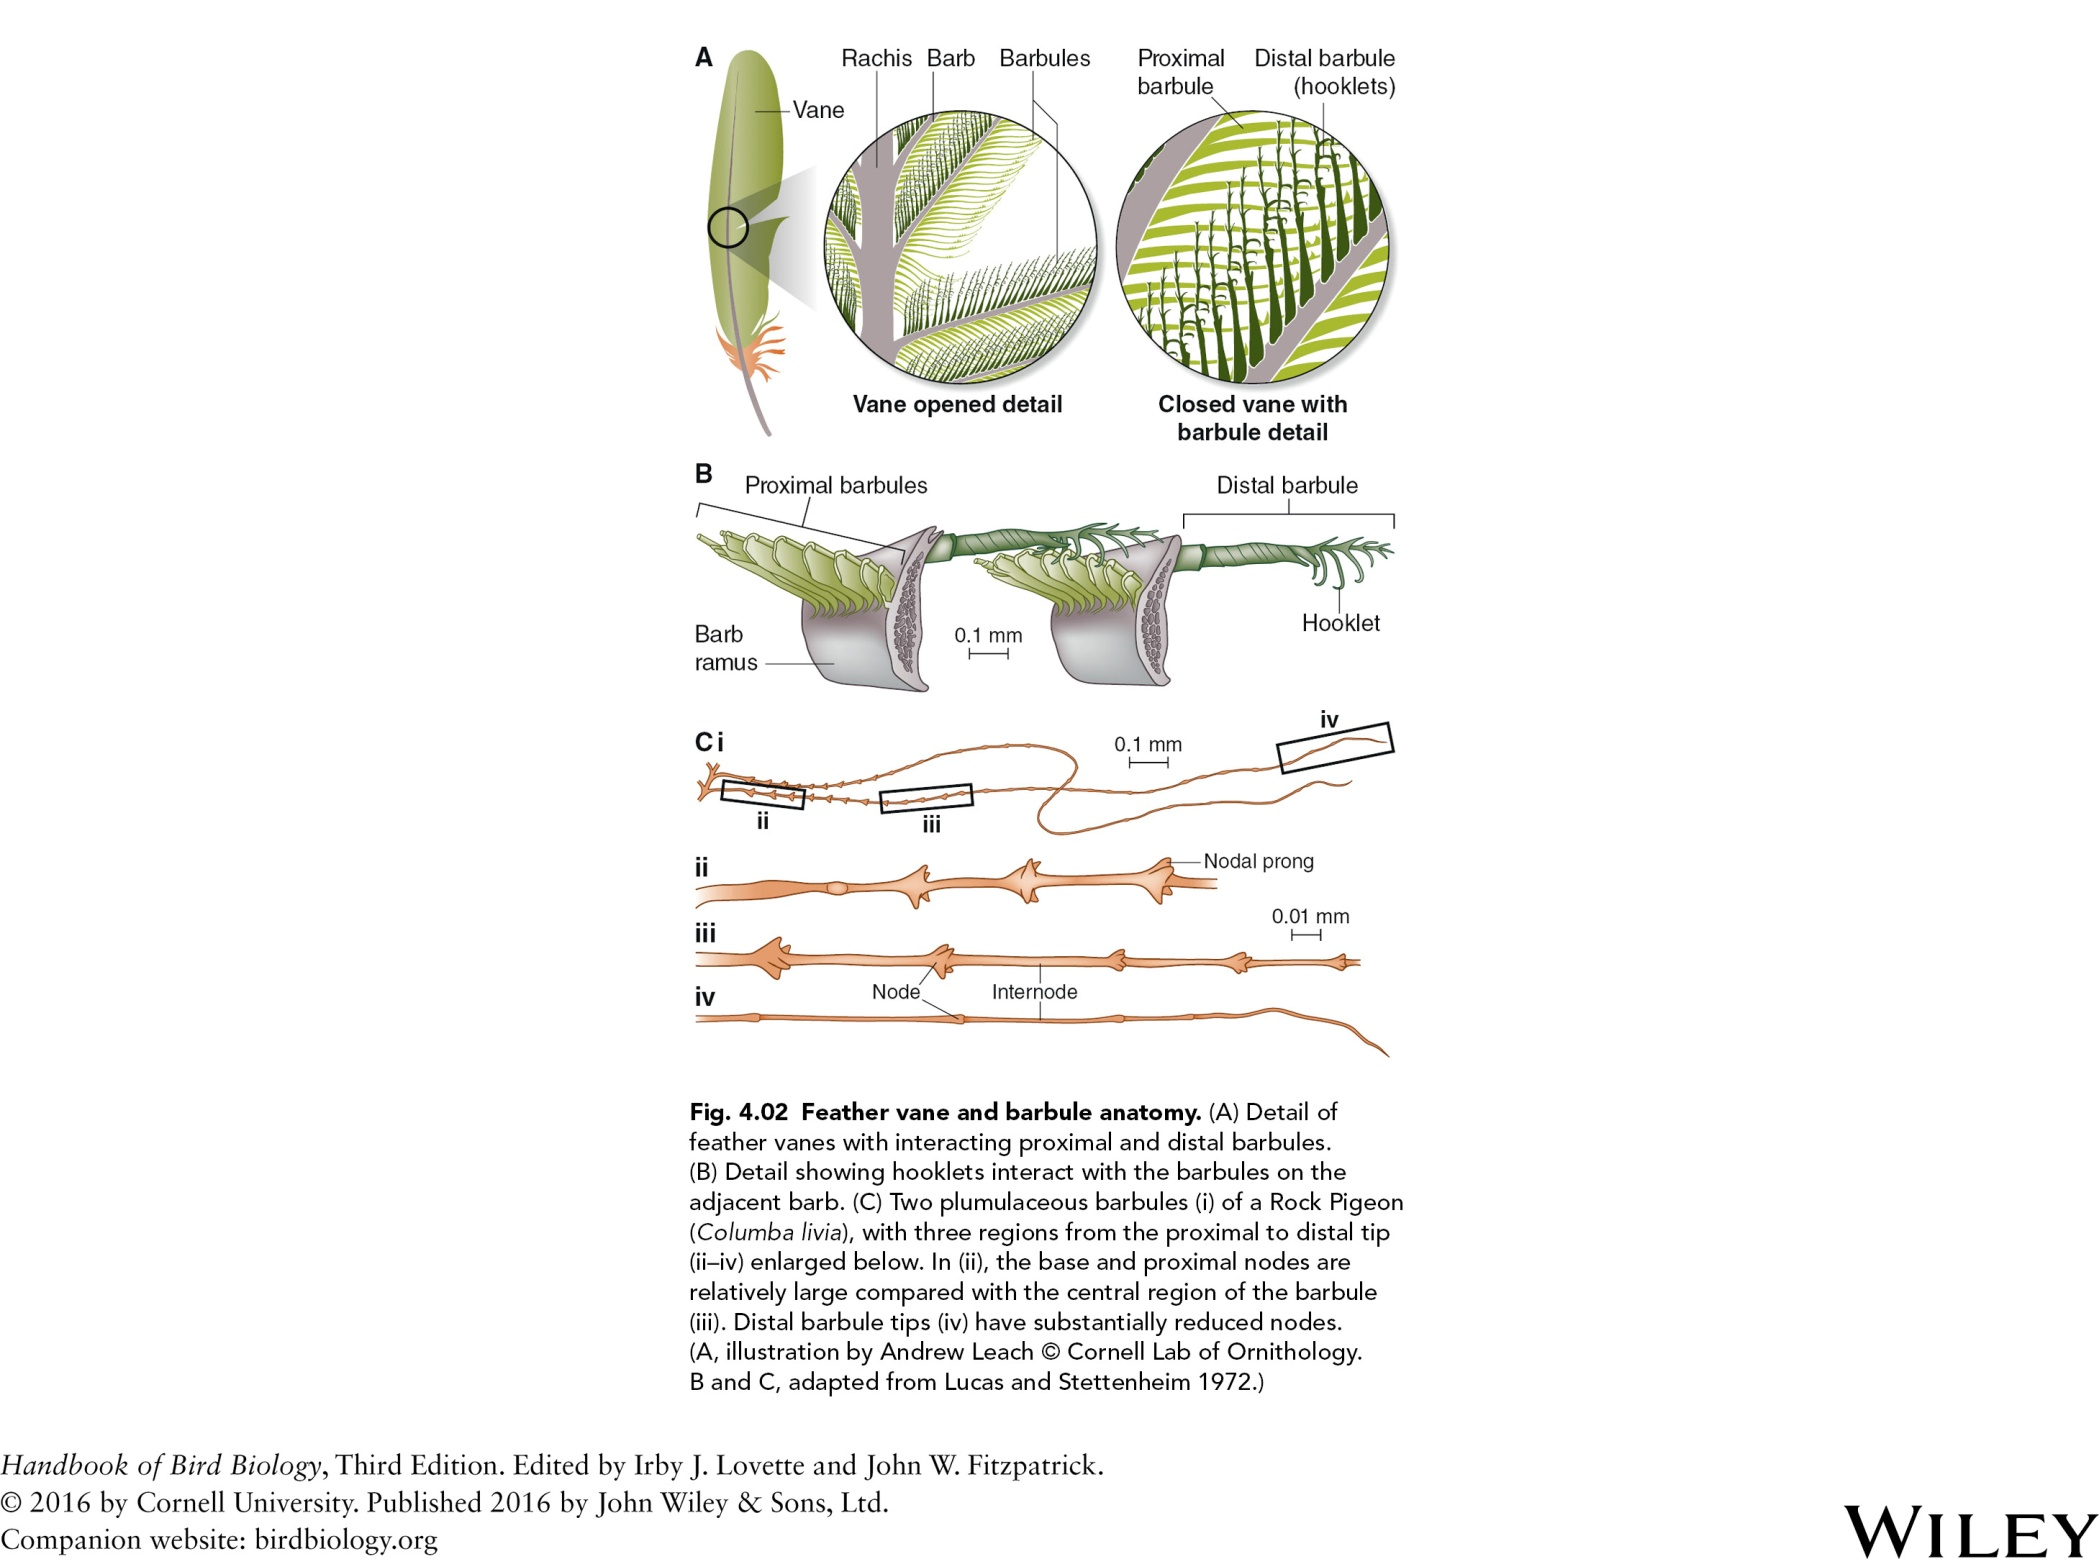 A
Rachis Barb Barbules
Proximal barbule
Distal barbule (hooklets)
Vane
Vane opened detail
Closed vane with
barbule detail
B
Proximal barbules
Distal barbule
Hooklet
Barb
ramus
0.1 mm
C i
0.1 mm
iv
ii
iii
ii
Nodal prong
0.01 mm
iii
Node
Internode
iv
Fig. 4.02 Feather vane and barbule anatomy. (A) Detail of
feather vanes with interacting proximal and distal barbules.
(B) Detail showing hooklets interact with the barbules on the
adjacent barb. (C) Two plumulaceous barbules (i) of a Rock Pigeon
(Columba livia), with three regions from the proximal to distal tip
(ii–iv) enlarged below. In (ii), the base and proximal nodes are
relatively large compared with the central region of the barbule
(iii). Distal barbule tips (iv) have substantially reduced nodes.
(A, illustration by Andrew Leach © Cornell Lab of Ornithology.
B and C, adapted from Lucas and Stettenheim 1972.)
Handbook of Bird Biology, Third Edition. Edited by Irby J. Lovette and John W. Fitzpatrick.
© 2016 by Cornell University. Published 2016 by John Wiley & Sons, Ltd.
Companion website: birdbiology.org
WILEY